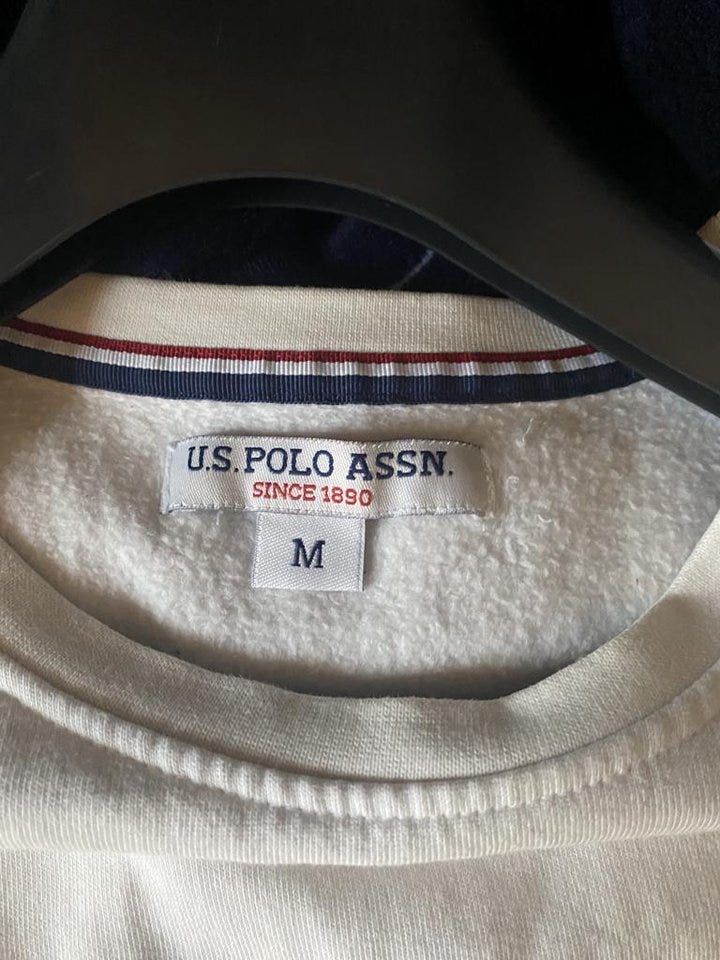 U.S. POLO ASSN.
SINCE 1890
M